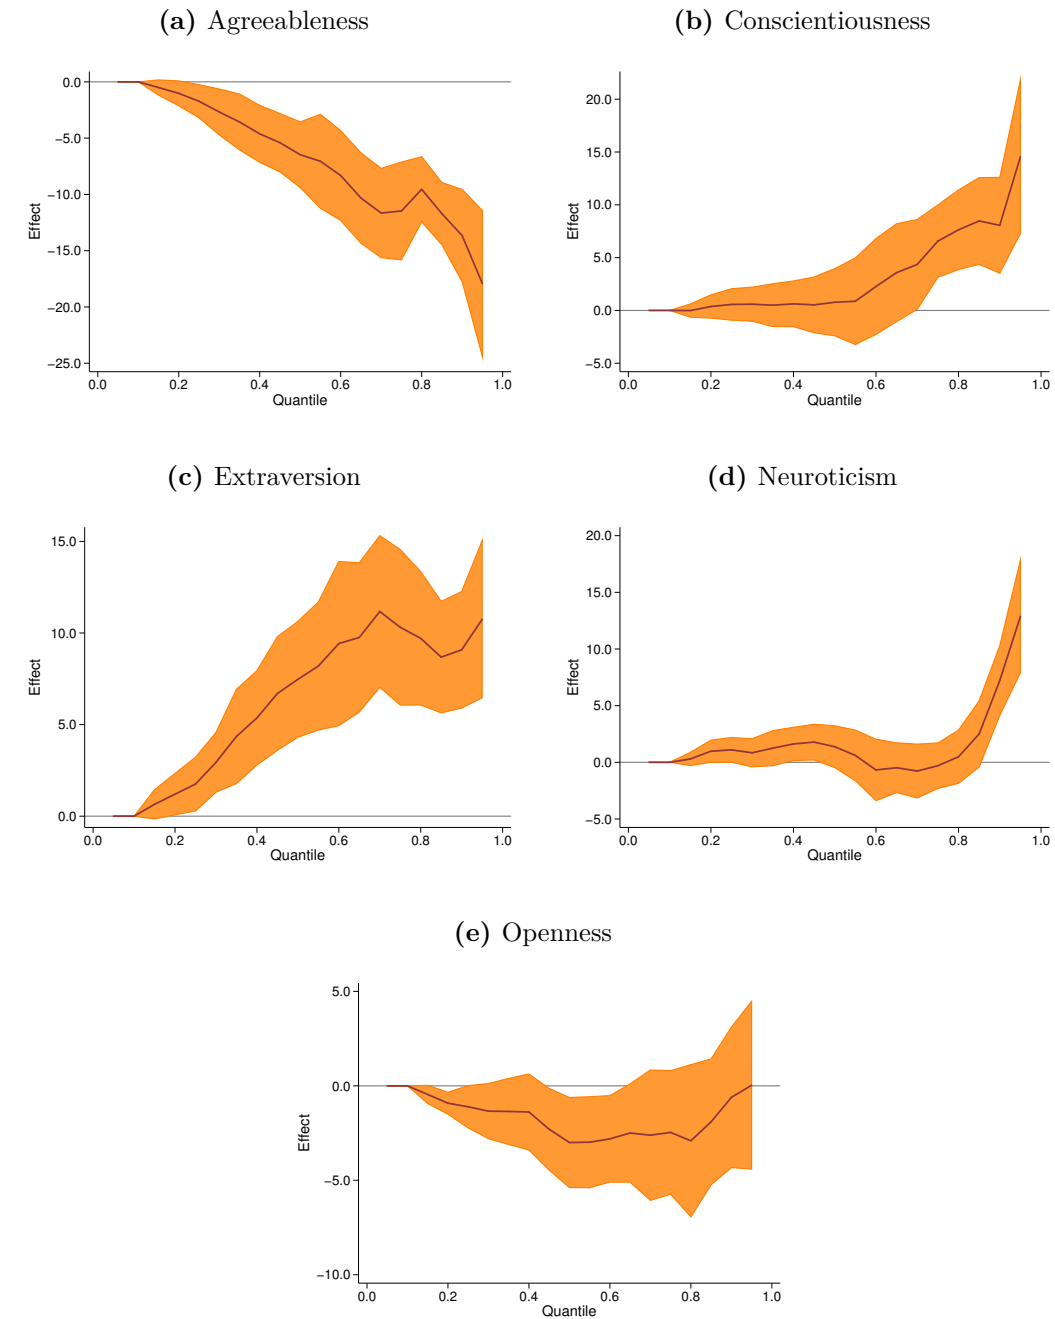 (a) Agreeableness
(b) Conscientiousness
0.0
−5.0
−10.0
−15.0
−20.0
−25.0
Effect
0.0 0.2 0.4 0.6 0.8 1.0
Quantile
20.0
15.0
10.0
5.0
0.0
−5.0
Effect
0.0 0.2 0.4 0.6 0.8 1.0
Quantile
(c) Extraversion
(d) Neuroticism
15.0
10.0
5.0
0.0
Effect
0.0 0.2 0.4 0.6 0.8 1.0
Quantile
20.0
15.0
10.0
5.0
0.0
−5.0
Effect
0.0 0.2 0.4 0.6 0.8 1.0
Quantile
(e) Openness
5.0
0.0
−5.0
−10.0
Effect
0.0 0.2 0.4 0.6 0.8 1.0
Quantile